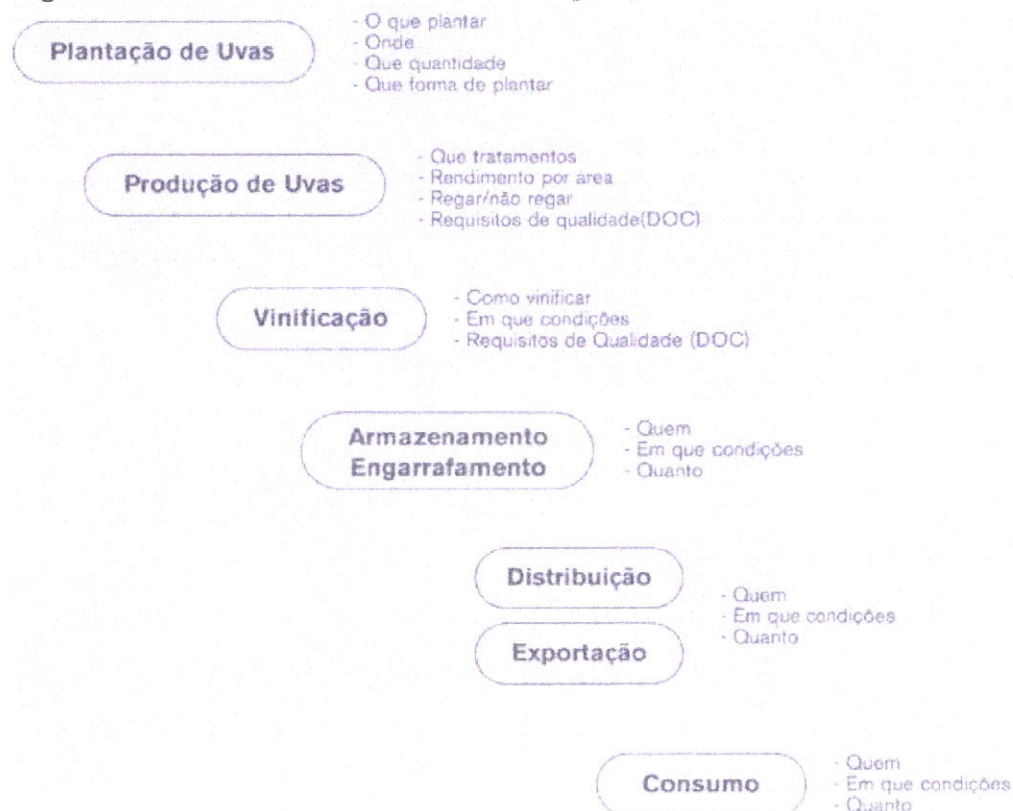 Plantação de Uvas
- O que plantar
- Onde
- Que quantidade
- Que forma de plantar
Produção de Uvas
- Que tratamentos
- Rendimento por área
- Regar/não regar
- Requisitos de qualidade(DOC)
Vinificação
- Como vinificar
- Em que condições
- Requisitos de Qualidade (DOC)
Armazenamento
Engarrafamento
- Quem
- Em que condições
- Quanto
Distribuição
Exportação
- Quem
- Em que condições
- Quanto
Consumo
- Quem
- Em que condições
- Quanto